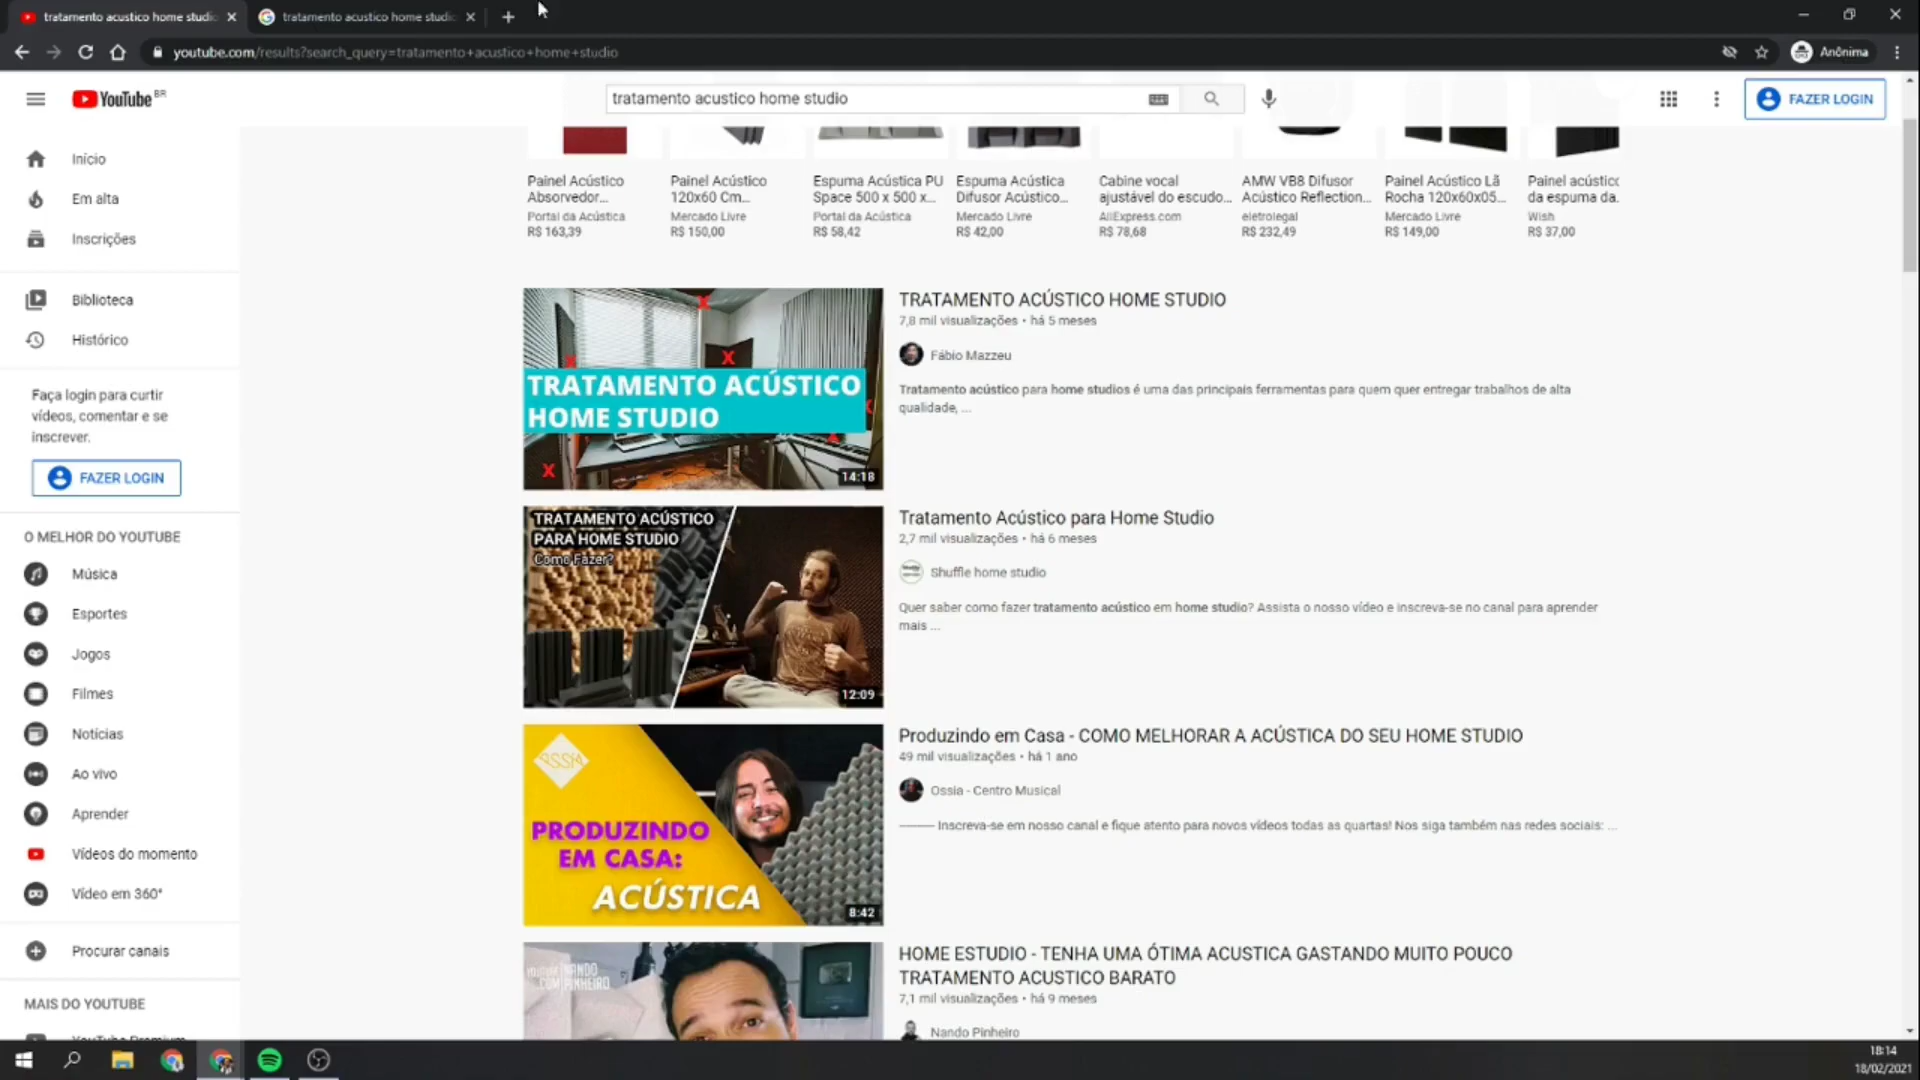 tratamento acustico home studio
tratamento acustico home studio
youtube.com/results?search_query=tratamento+acustico+home+studio
Anônima
YouTube BR
tratamento acustico home studio
FAZER LOGIN
Início
Em alta
Inscrições
Biblioteca
Histórico
Faça login para curtir
vídeos, comentar e se
inscrever.
FAZER LOGIN
O MELHOR DO YOUTUBE
Música
Esportes
Jogos
Filmes
Notícias
Ao vivo
Aprender
Vídeos do momento
Vídeo em 360°
Procurar canais
MAIS DO YOUTUBE
YouTube Premium
Painel Acústico
Absorvedor...
Portal da Acústica
R$ 163,39
Painel Acústico
120x60 Cm...
Mercado Livre
R$ 150,00
Espuma Acústica PU
Space 500 x 500 x...
Portal da Acústica
R$ 58,42
Espuma Acústica
Difusor Acústico...
Mercado Livre
R$ 42,00
Cabine vocal
ajustável do escudo...
AliExpress.com
R$ 78,68
AMW VB8 Difusor
Acústico Reflection...
eletrolegal
R$ 232,49
Painel Acústico Lã
Rocha 120x60x05...
Mercado Livre
R$ 149,00
Painel acústico
da espuma da.
Wish
R$ 37,00
TRATAMENTO ACÚSTICO
HOME STUDIO
14:18
TRATAMENTO ACÚSTICO HOME STUDIO
7,8 mil visualizações • há 5 meses
Fábio Mazzeu
Tratamento acústico para home studios é uma das principais ferramentas para quem quer entregar trabalhos de alta
qualidade, ...
TRATAMENTO ACÚSTICO
PARA HOME STUDIO
Como Fazer?
12:09
Tratamento Acústico para Home Studio
2,7 mil visualizações • há 6 meses
Shuffle home studio
Quer saber como fazer tratamento acústico em home studio? Assista o nosso vídeo e inscreva-se no canal para aprender
mais ...
PRODUZINDO
EM CASA:
ACÚSTICA
8:42
Produzindo em Casa - COMO MELHORAR A ACÚSTICA DO SEU HOME STUDIO
49 mil visualizações • há 1 ano
Ossia - Centro Musical
——— Inscreva-se em nosso canal e fique atento para novos vídeos todas as quartas! Nos siga também nas redes sociais: ...
YOUTUBE
.COM
NANDO
PINHEIRO
HOME ESTUDIO - TENHA UMA ÓTIMA ACUSTICA GASTANDO MUITO POUCO
TRATAMENTO ACUSTICO BARATO
7,1 mil visualizações • há 9 meses
Nando Pinheiro
18:14
18/02/2021